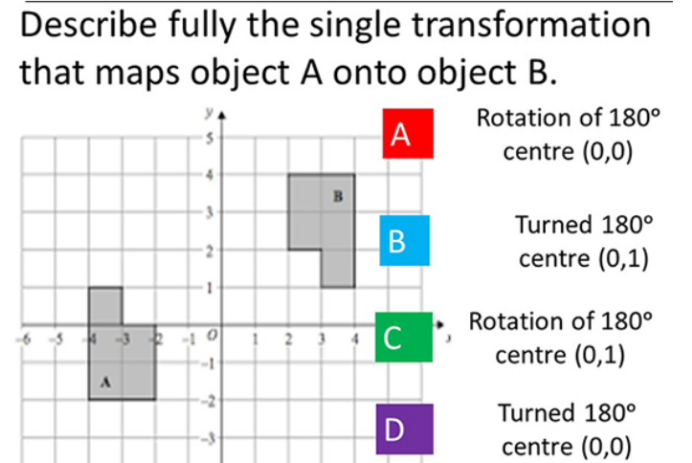 Describe fully the single transformation
that maps object A onto object B.
y
5
4
3
2
1
-6 -5 -4 -3 -2 -1 O 1 2 3 4
-1
-2
-3
B
A
A
Rotation of 180°
centre (0,0)
B
Turned 180°
centre (0,1)
C
Rotation of 180°
centre (0,1)
D
Turned 180°
centre (0,0)